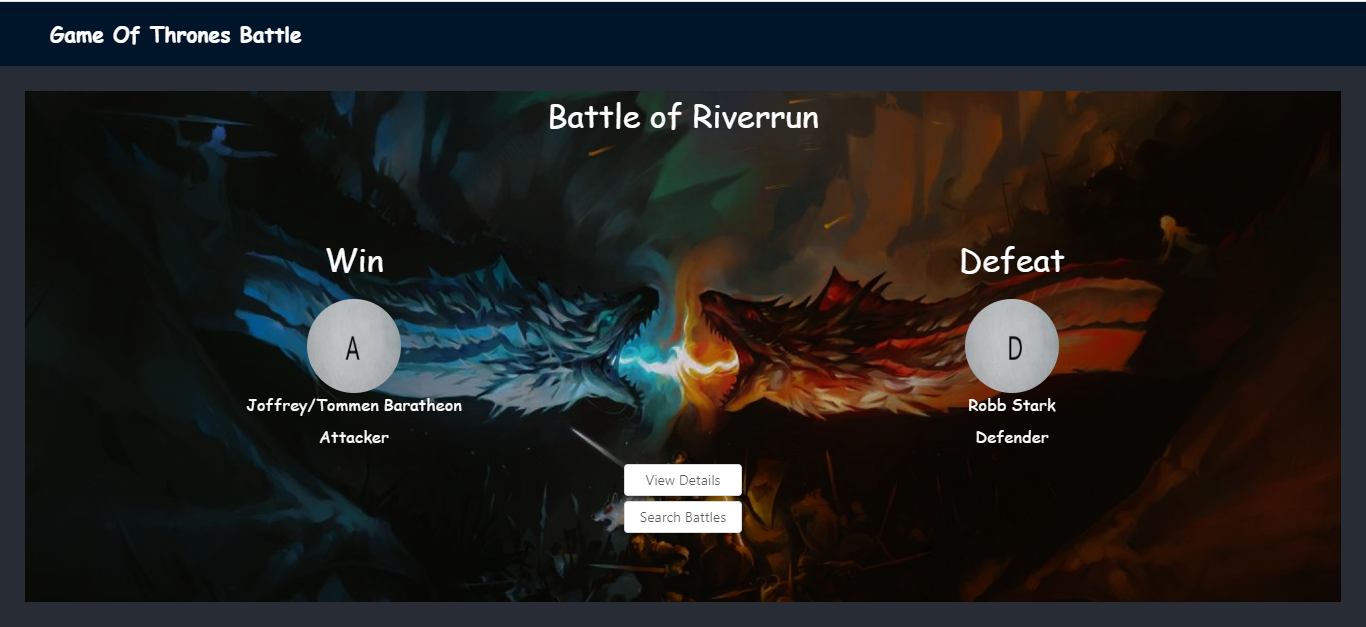 Game Of Thrones Battle
Battle of Riverrun
Win
Defeat
A
D
Joffrey/Tommen Baratheon
Robb Stark
Attacker
Defender
View Details
Search Battles